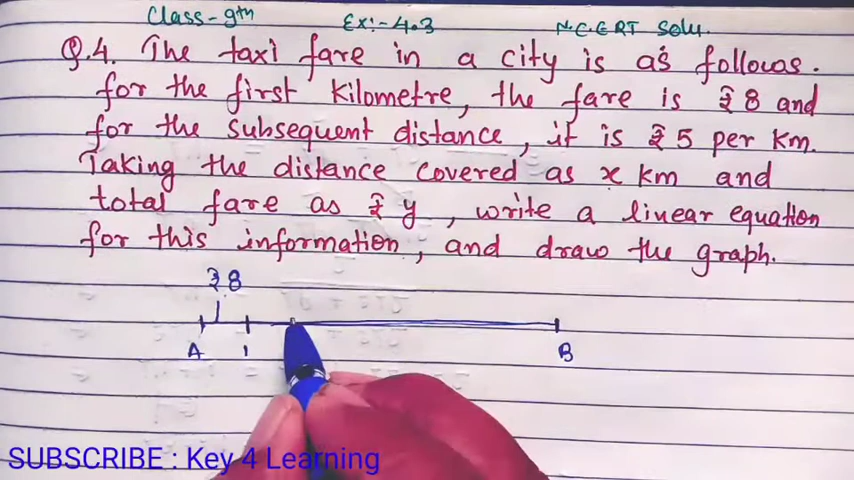 Class-9th Ex:-4.3 N.C.E.RT Solu.
Q.4. The taxi fare in a city is as follows.
for the first Kilometre, the fare is ₹8 and
for the subsequent distance, it is ₹5 per km.
Taking the distance covered as x km and
total fare as ₹y, write a linear equation
for this information, and draw the graph.
₹8
A 1 B
SUBSCRIBE : Key 4 Learning